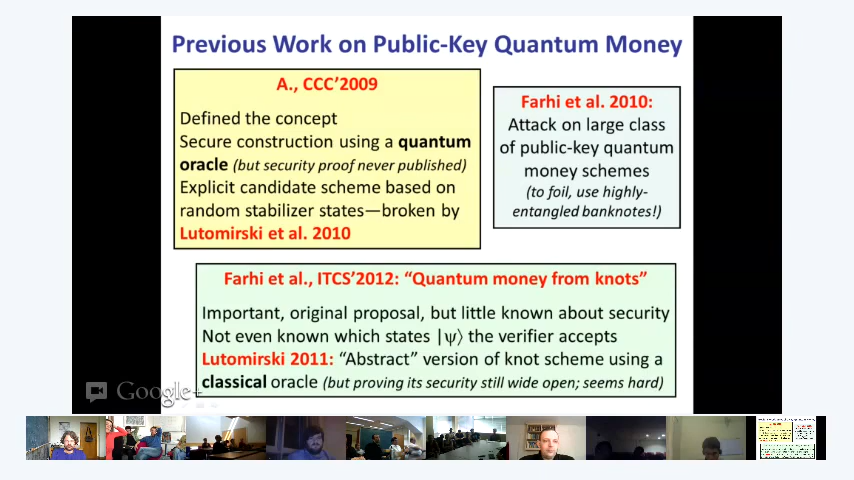 Previous Work on Public-Key Quantum Money
A., CCC'2009
Defined the concept
Secure construction using a quantum
oracle (but security proof never published)
Explicit candidate scheme based on
random stabilizer states—broken by
Lutomirski et al. 2010
Farhi et al. 2010:
Attack on large class
of public-key quantum
money schemes
(to foil, use highly-
entangled banknotes!)
Farhi et al., ITCS'2012: “Quantum money from knots”
Important, original proposal, but little known about security
Not even known which states |ψ⟩ the verifier accepts
Lutomirski 2011: “Abstract” version of knot scheme using a
classical oracle (but proving its security still wide open; seems hard)
Google+